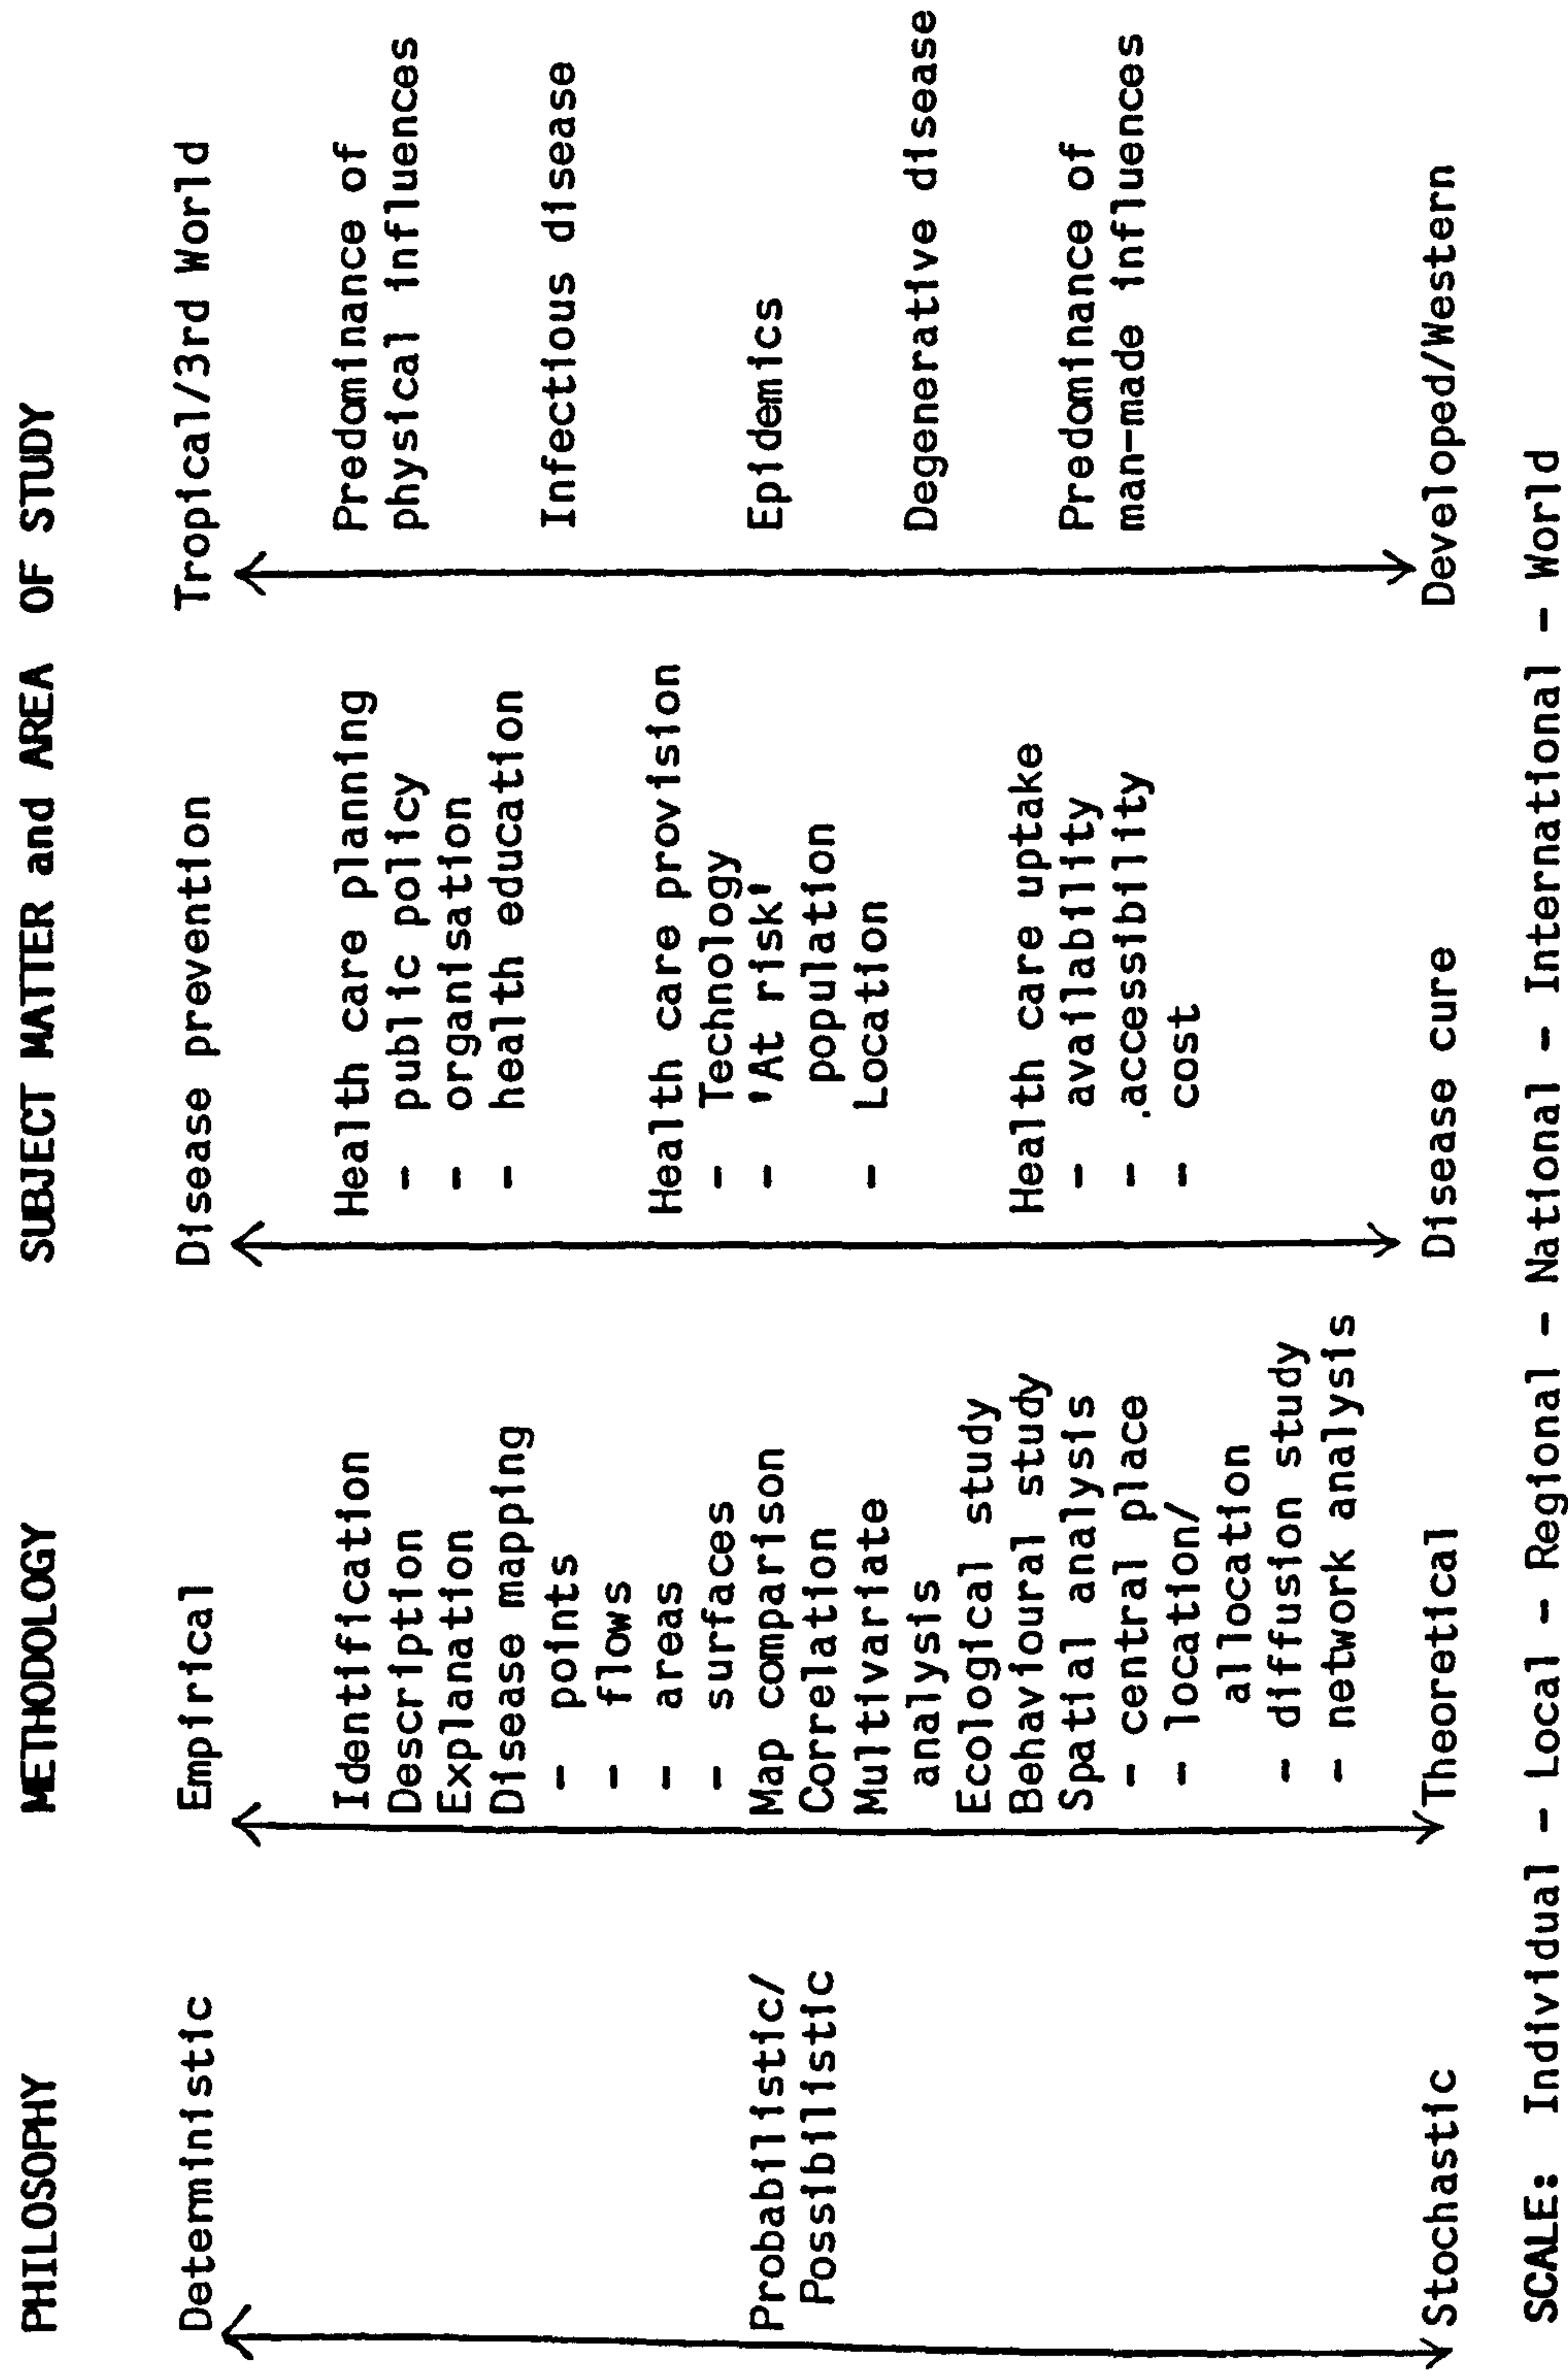 PHILOSOPHY
Deterministic
Probabilistic/
Possibilistic
Stochastic
METHODOLOGY
Empirical
Identification
Description
Explanation
Disease mapping
- points
- flows
- areas
- surfaces
Map comparison
Correlation
Multivariate
analysis
Ecological study
Behavioural study
Spatial analysis
- central place
- location/
allocation
- diffusion study
- network analysis
Theoretical
SUBJECT MATTER and AREA OF STUDY
Disease prevention
Health care planning
- public policy
- organisation
- health education
Health care provision
- Technology
- 'At risk'
population
- Location
Health care uptake
- availability
- accessibility
- cost
Disease cure
Tropical/3rd World
Predominance of
physical influences
Infectious disease
Epidemics
Degenerative disease
Predominance of
man-made influences
Developed/Western
SCALE: Individual - Local - Regional - National - International - World